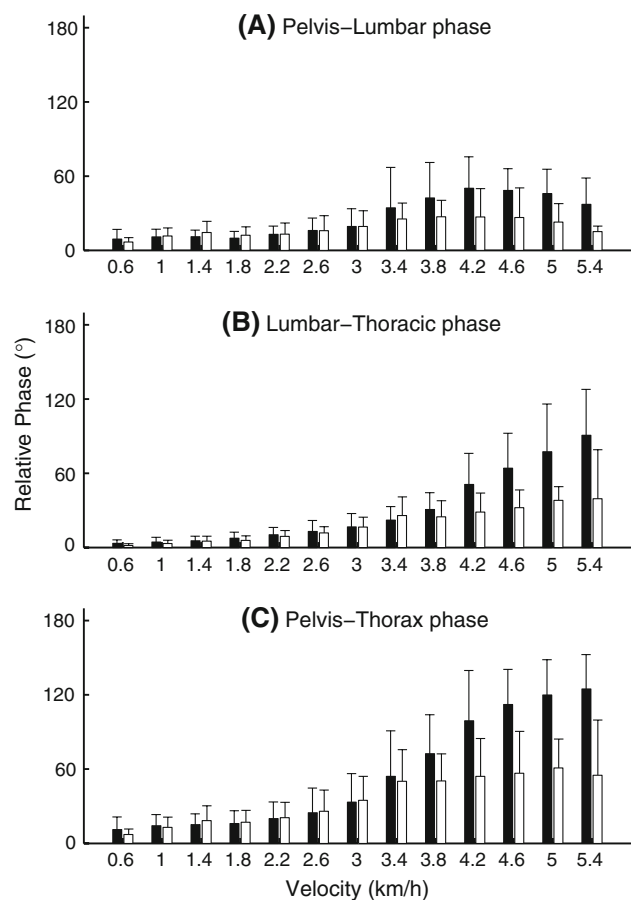 (A) Pelvis–Lumbar phase
180
120
60
0
0.6 1 1.4 1.8 2.2 2.6 3 3.4 3.8 4.2 4.6 5 5.4
(B) Lumbar–Thoracic phase
180
120
60
0
0.6 1 1.4 1.8 2.2 2.6 3 3.4 3.8 4.2 4.6 5 5.4
Relative Phase (°)
(C) Pelvis–Thorax phase
180
120
60
0
0.6 1 1.4 1.8 2.2 2.6 3 3.4 3.8 4.2 4.6 5 5.4
Velocity (km/h)